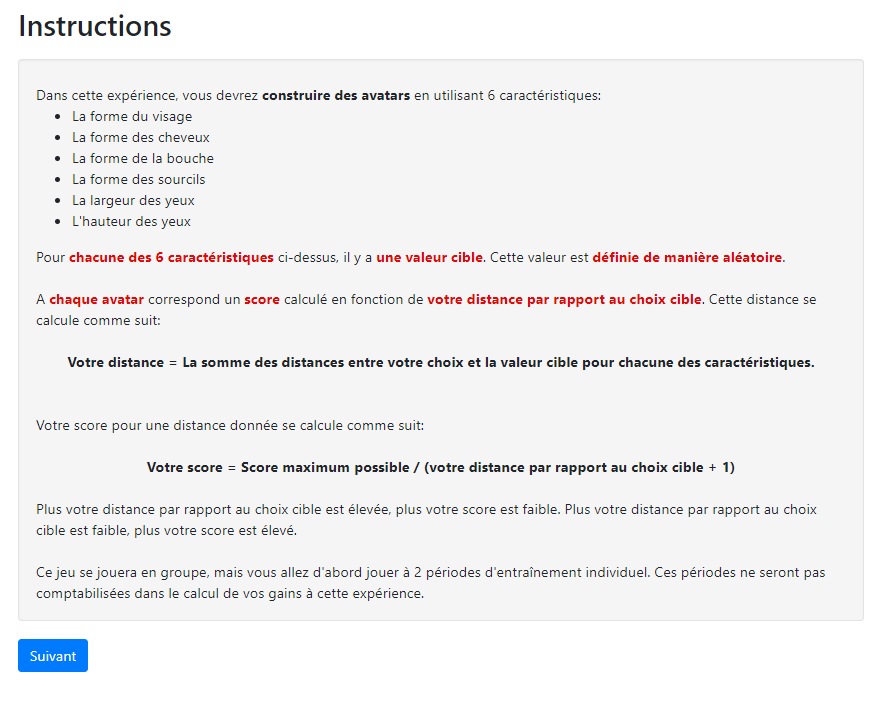 Instructions
Dans cette expérience, vous devrez construire des avatars en utilisant 6 caractéristiques:
• La forme du visage
• La forme des cheveux
• La forme de la bouche
• La forme des sourcils
• La largeur des yeux
• L'hauteur des yeux
Pour chacune des 6 caractéristiques ci-dessus, il y a une valeur cible. Cette valeur est définie de manière aléatoire.
A chaque avatar correspond un score calculé en fonction de votre distance par rapport au choix cible. Cette distance se
calcule comme suit:
Votre distance = La somme des distances entre votre choix et la valeur cible pour chacune des caractéristiques.
Votre score pour une distance donnée se calcule comme suit:
Votre score = Score maximum possible / (votre distance par rapport au choix cible + 1)
Plus votre distance par rapport au choix cible est élevée, plus votre score est faible. Plus votre distance par rapport au choix
cible est faible, plus votre score est élevé.
Ce jeu se jouera en groupe, mais vous allez d'abord jouer à 2 périodes d'entraînement individuel. Ces périodes ne seront pas
comptabilisées dans le calcul de vos gains à cette expérience.
Suivant